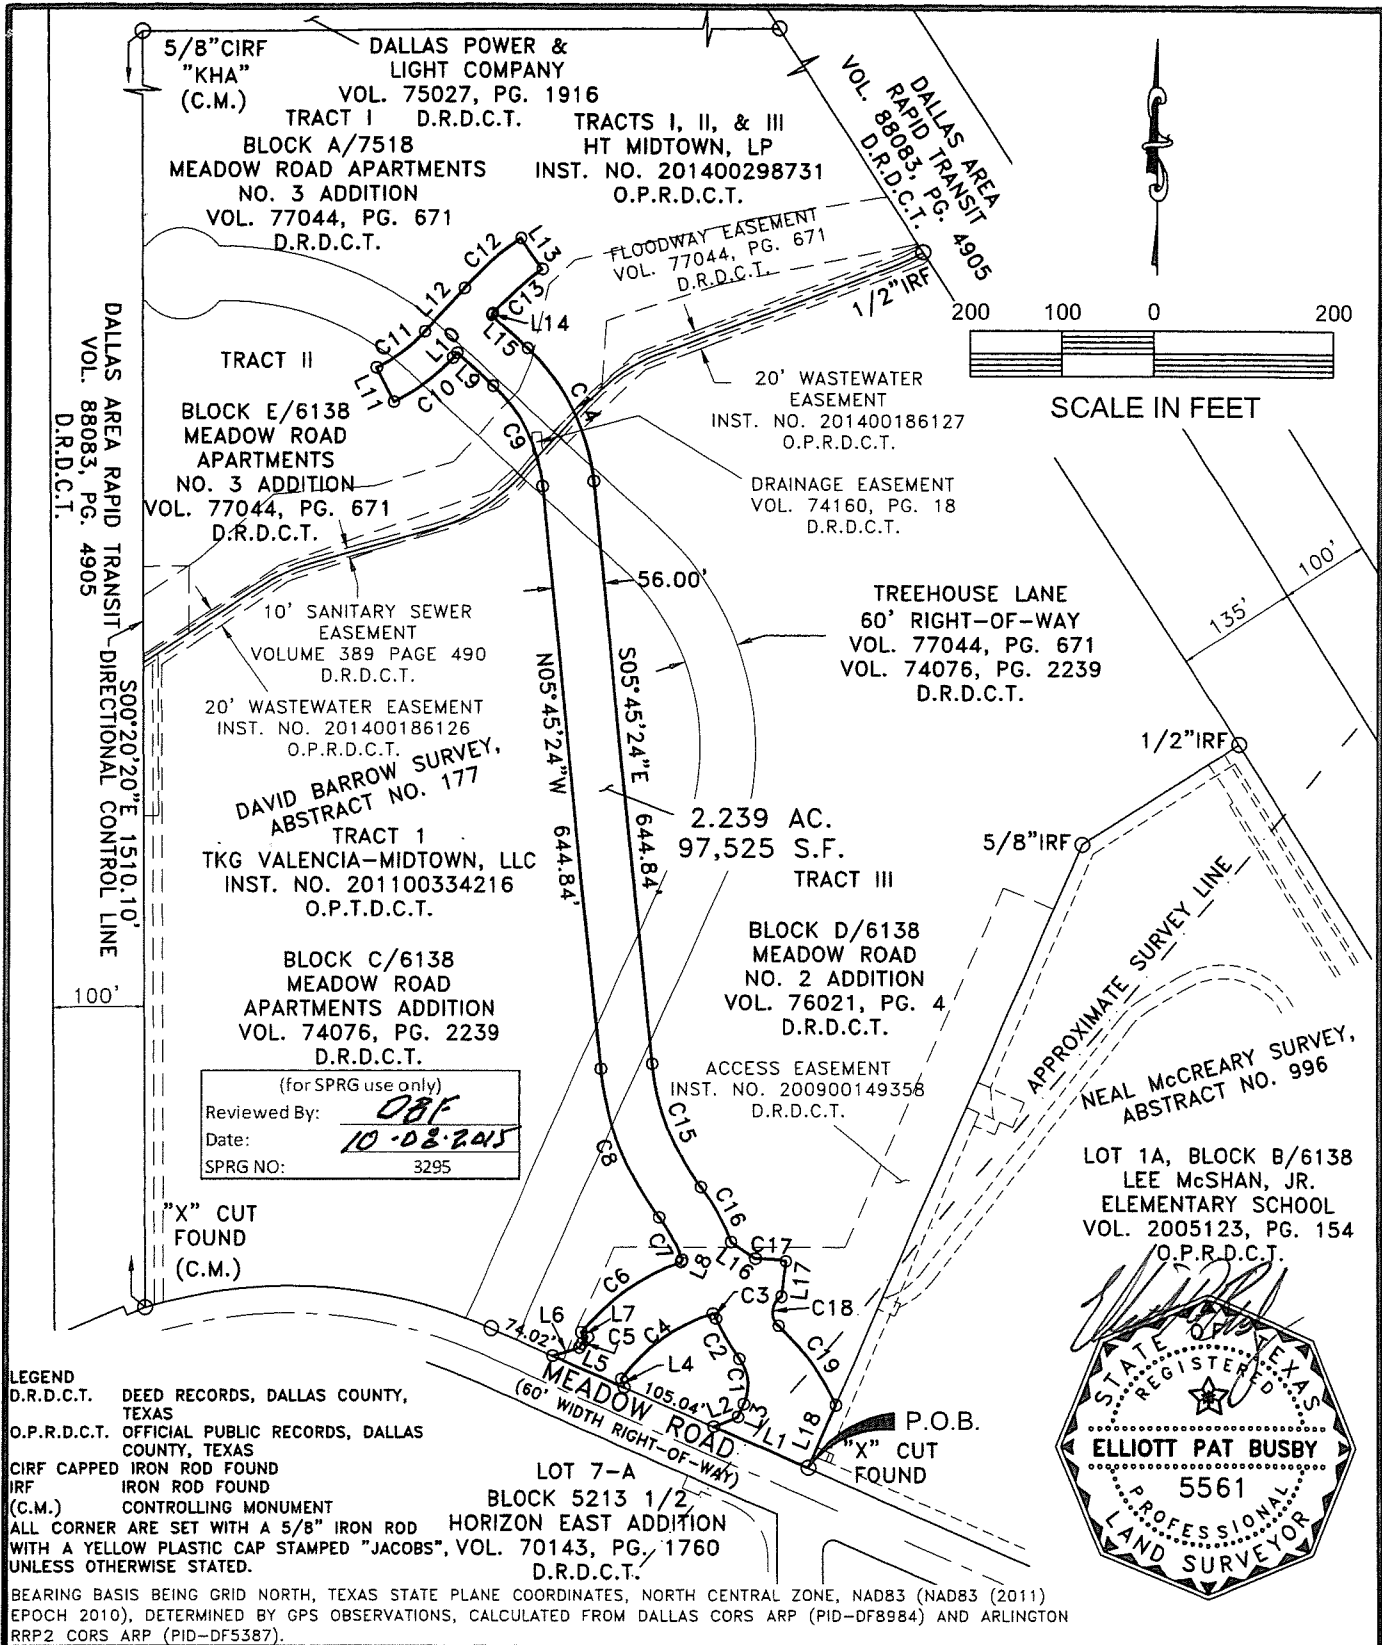 5/8"CIRF
"KHA"
(C.M.)
DALLAS POWER &
LIGHT COMPANY
VOL. 75027, PG. 1916
D.R.D.C.T.
TRACT I
BLOCK A/7518
MEADOW ROAD APARTMENTS
NO. 3 ADDITION
VOL. 77044, PG. 671
D.R.D.C.T.
TRACTS I, II, & III
HT MIDTOWN, LP
INST. NO. 201400298731
O.P.R.D.C.T.
DALLAS AREA
RAPID TRANSIT
VOL. 88083, PG. 4905
D.R.D.C.T.
FLOODWAY EASEMENT
VOL. 77044, PG. 671
D.R.D.C.T.
1/2"IRF
200 100 0 200
SCALE IN FEET
C12
L13
L12
C13
C11
L14
L10
L15
L11
C10
L9
C9
C14
TRACT II
BLOCK E/6138
MEADOW ROAD
APARTMENTS
NO. 3 ADDITION
VOL. 77044, PG. 671
D.R.D.C.T.
DALLAS AREA RAPID TRANSIT
VOL. 88083, PG. 4905
D.R.D.C.T.
20' WASTEWATER
EASEMENT
INST. NO. 201400186127
O.P.R.D.C.T.
DRAINAGE EASEMENT
VOL. 74160, PG. 18
D.R.D.C.T.
100'
135'
56.00'
TREEHOUSE LANE
60' RIGHT-OF-WAY
VOL. 77044, PG. 671
VOL. 74076, PG. 2239
D.R.D.C.T.
10' SANITARY SEWER
EASEMENT
VOLUME 389 PAGE 490
D.R.D.C.T.
20' WASTEWATER EASEMENT
INST. NO. 201400186126
O.P.R.D.C.T.
S00°20'20"E 1510.10'
DIRECTIONAL CONTROL LINE
N05°45'24"W 644.84'
S05°45'24"E 644.84'
DAVID BARROW SURVEY,
ABSTRACT NO. 177
TRACT 1
TKG VALENCIA-MIDTOWN, LLC
INST. NO. 201100334216
O.P.T.D.C.T.
2.239 AC.
97,525 S.F.
TRACT III
1/2"IRF
5/8"IRF
BLOCK D/6138
MEADOW ROAD
NO. 2 ADDITION
VOL. 76021, PG. 4
D.R.D.C.T.
BLOCK C/6138
MEADOW ROAD
APARTMENTS ADDITION
VOL. 74076, PG. 2239
D.R.D.C.T.
100'
APPROXIMATE SURVEY LINE
NEAL McCREARY SURVEY,
ABSTRACT NO. 996
ACCESS EASEMENT
INST. NO. 200900149358
D.R.D.C.T.
(for SPRG use only)
Reviewed By: OBF
Date: 10-08-2015
SPRG NO: 3295
LOT 1A, BLOCK B/6138
LEE McSHAN, JR.
ELEMENTARY SCHOOL
VOL. 2005123, PG. 154
O.P.R.D.C.T.
"X" CUT
FOUND
(C.M.)
C15
C8
C16
C7
L8
L16
C17
L17
C6
C3
C18
L6
L7
C5
C4
C2
C19
L5
L4
C1
L3
L2
L1
L18
74.02'
105.04'
MEADOW ROAD
(60' WIDTH RIGHT-OF-WAY)
P.O.B.
"X" CUT
FOUND
STATE OF TEXAS
REGISTERED
ELLIOTT PAT BUSBY
5561
PROFESSIONAL
LAND SURVEYOR
LOT 7-A
BLOCK 5213 1/2
HORIZON EAST ADDITION
VOL. 70143, PG. 1760
D.R.D.C.T.
LEGEND
D.R.D.C.T. DEED RECORDS, DALLAS COUNTY,
TEXAS
O.P.R.D.C.T. OFFICIAL PUBLIC RECORDS, DALLAS
COUNTY, TEXAS
CIRF CAPPED IRON ROD FOUND
IRF IRON ROD FOUND
(C.M.) CONTROLLING MONUMENT
ALL CORNER ARE SET WITH A 5/8" IRON ROD
WITH A YELLOW PLASTIC CAP STAMPED "JACOBS",
UNLESS OTHERWISE STATED.
BEARING BASIS BEING GRID NORTH, TEXAS STATE PLANE COORDINATES, NORTH CENTRAL ZONE, NAD83 (NAD83 (2011)
EPOCH 2010), DETERMINED BY GPS OBSERVATIONS, CALCULATED FROM DALLAS CORS ARP (PID-DF8984) AND ARLINGTON
RRP2 CORS ARP (PID-DF5387).